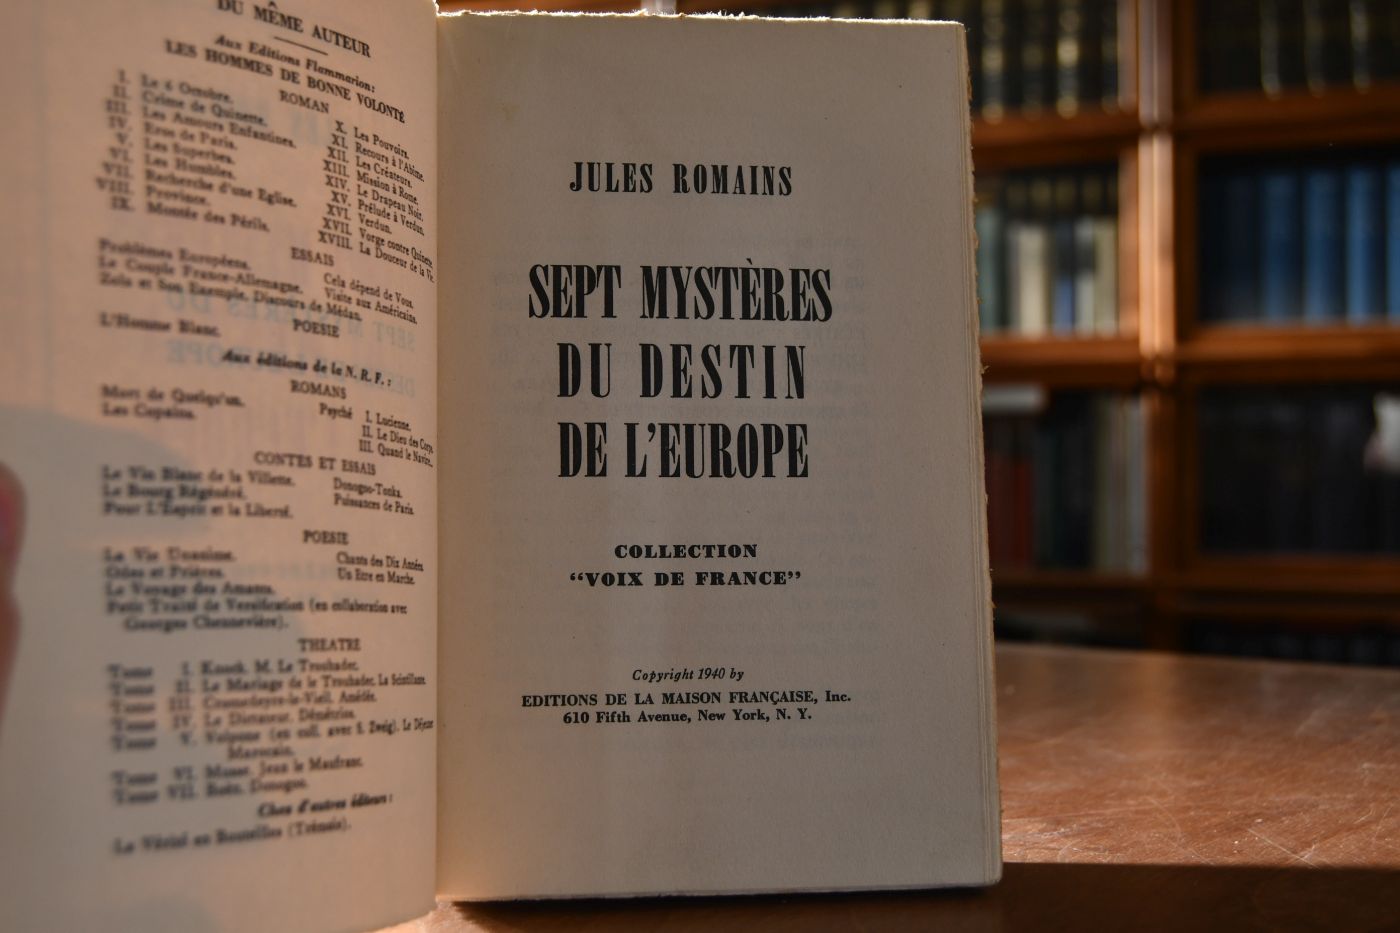 DU MÊME AUTEUR
Aux Editions Flammarion:
LES HOMMES DE BONNE VOLONTÉ
ROMAN
I. Le 6 Octobre.
II. Crime de Quinette.
III. Les Amours Enfantines.
IV. Eros de Paris.
V. Les Superbes.
VI. Les Humbles.
VII. Recherche d'une Eglise.
VIII. Province.
IX. Montée des Périls.
X. Les Pouvoirs.
XI. Recours à l'Abime.
XII. Les Créateurs.
XIII. Mission à Rome.
XIV. Le Drapeau Noir.
XV. Prélude à Verdun.
XVI. Verdun.
XVII. Vorge contre Quinette.
XVIII. La Douceur de la Vie.
ESSAIS
Problèmes Européens.
Le Couple France-Allemagne.
Zola et Son Exemple, Discours de Médan.
Cela dépend de Vous.
Visite aux Américains.
POESIE
L'Homme Blanc.
Aux éditions de la N. R. F.:
ROMANS
Mort de Quelqu'un.
Les Copains.
Psyché I. Lucienne.
II. Le Dieu des Corps.
III. Quand le Navire..
CONTES ET ESSAIS
Le Vin Blanc de la Villette.
Le Bourg Régénéré.
Pour L'Esprit et la Liberté.
Donogoo-Tonka.
Puissances de Paris.
POESIE
La Vie Unanime.
Odes et Prières.
Le Voyage des Amants.
Chants des Dix Années
Un Etre en Marche.
Petit Traité de Versification (en collaboration avec
Georges Chennevière).
THEATRE
Tome I. Knock, M. Le Trouhadec.
Tome II. Le Mariage de le Trouhadec. La Scintillante.
Tome III. Cromedeyre-le-Vieil. Amédée.
Tome IV. Le Dictateur. Démétrios.
Tome V. Volpone (en coll. avec S. Zweig). Le Déjeuner
Marocain.
Tome VI. Musse. Jean le Maufranc.
Tome VII. Boën. Donogoo.
Chez d'autres éditeurs:
La Vérité en Bouteilles (Trémois).
JULES ROMAINS
SEPT MYSTÈRES
DU DESTIN
DE L'EUROPE
COLLECTION
"VOIX DE FRANCE"
Copyright 1940 by
EDITIONS DE LA MAISON FRANÇAISE, Inc.
610 Fifth Avenue, New York, N. Y.